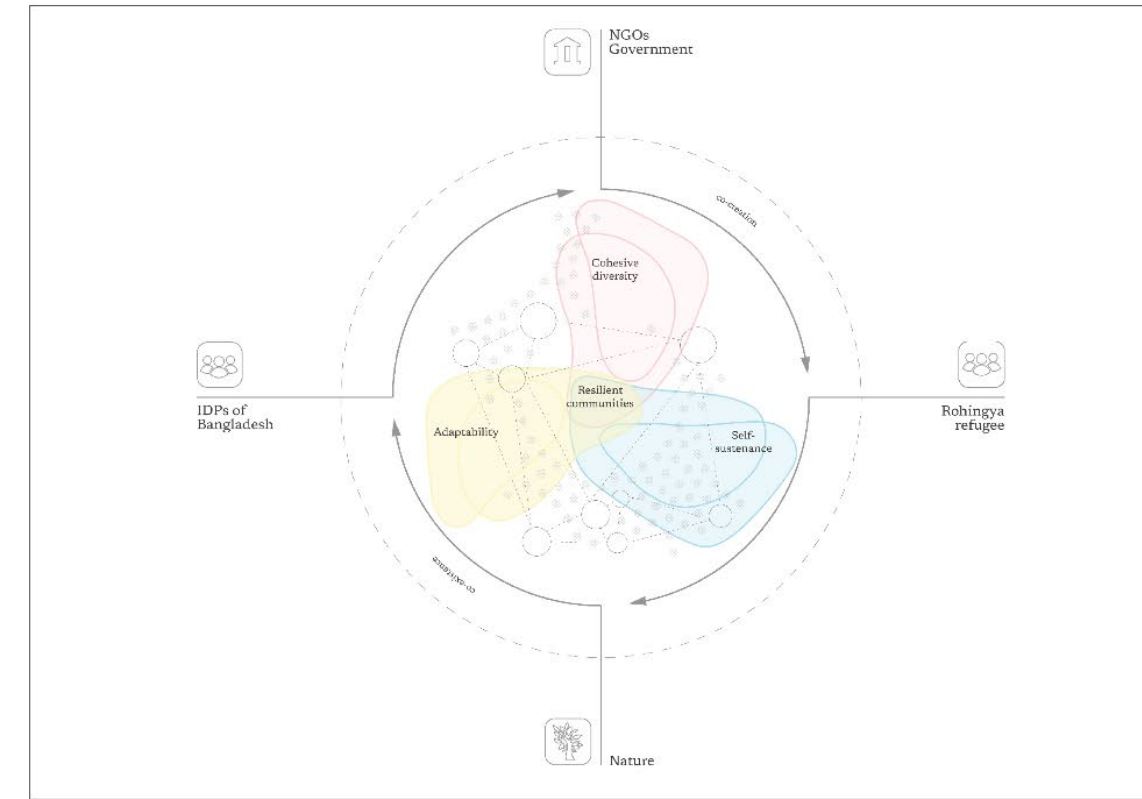 NGOs
Government
co-creation
Cohesive
diversity
IDPs of
Bangladesh
Rohingya
refugee
Resilient
communities
Adaptability
Self-
sustenance
co-existence
Nature